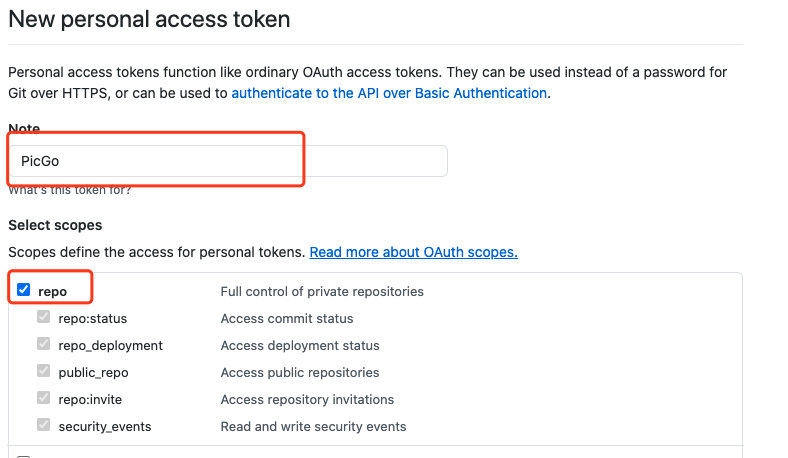 New personal access token
Personal access tokens function like ordinary OAuth access tokens. They can be used instead of a password for
Git over HTTPS, or can be used to authenticate to the API over Basic Authentication.
Note
PicGo
What's this token for?
Select scopes
Scopes define the access for personal tokens. Read more about OAuth scopes.
repo Full control of private repositories
repo:status Access commit status
repo_deployment Access deployment status
public_repo Access public repositories
repo:invite Access repository invitations
security_events Read and write security events